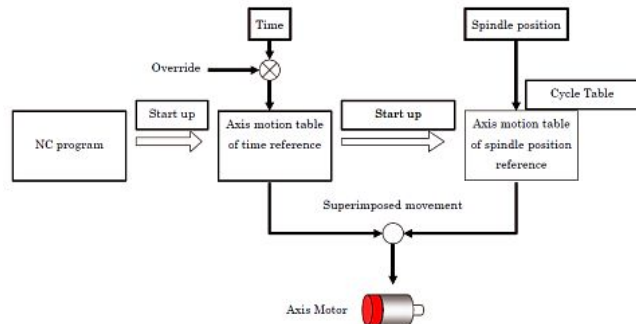 Time
Spindle position
Override
Cycle Table
Start up
Start up
NC program
Axis motion table
of time reference
Axis motion table
of spindle position
reference
Superimposed movement
Axis Motor